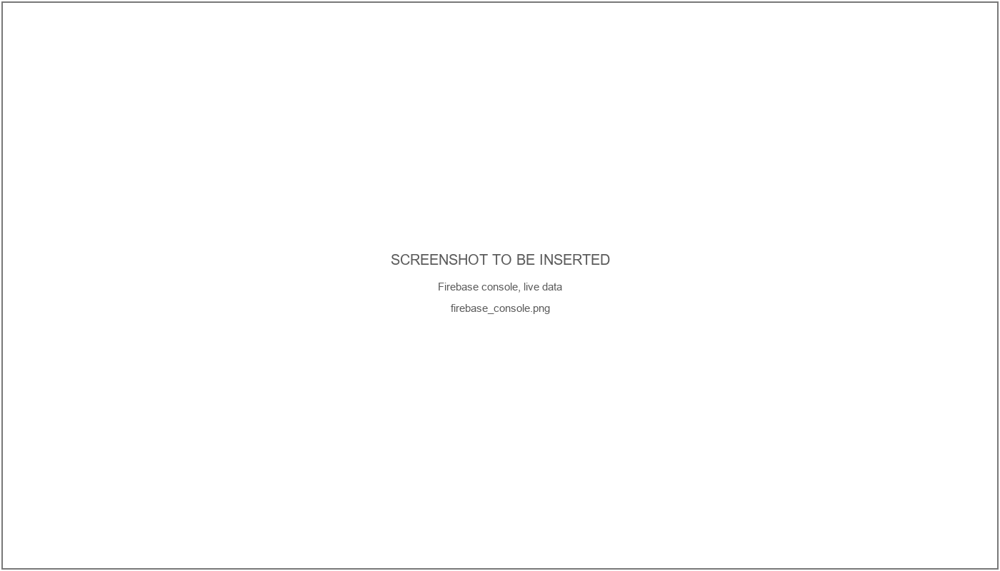 SCREENSHOT TO BE INSERTED
Firebase console, live data
firebase_console.png